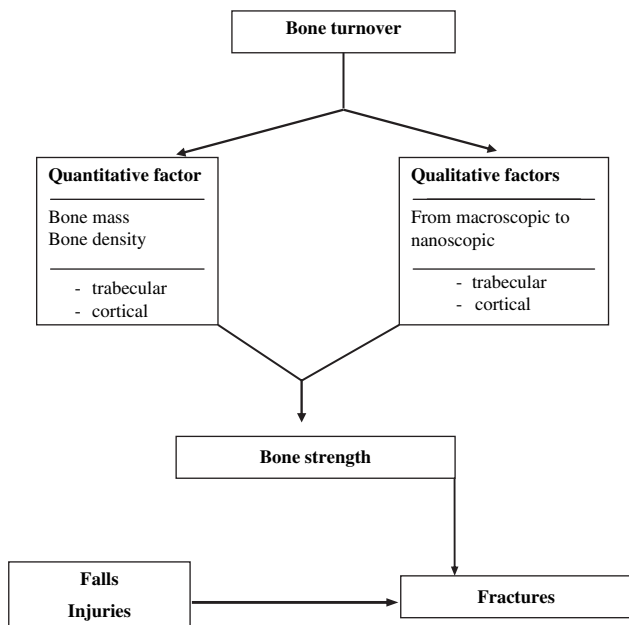 Bone turnover
Quantitative factor
Bone mass
Bone density
- trabecular
- cortical
Qualitative factors
From macroscopic to
nanoscopic
- trabecular
- cortical
Bone strength
Falls
Injuries
Fractures